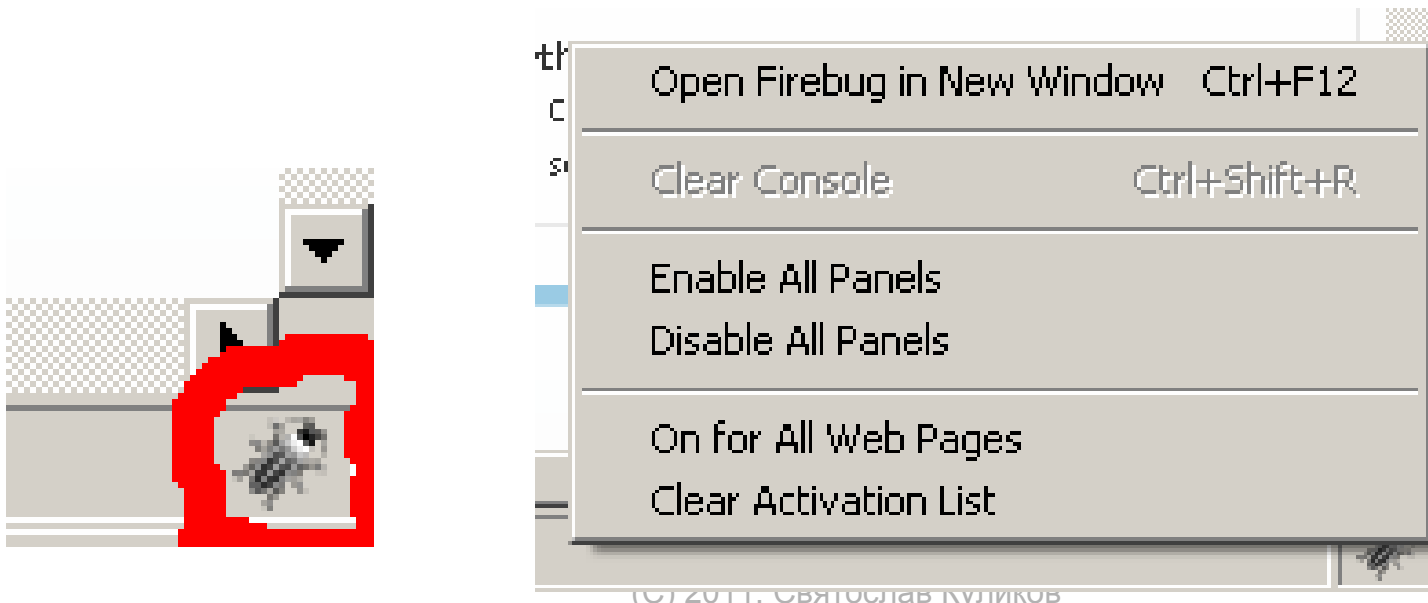 Open Firebug in New Window Ctrl+F12
Clear Console Ctrl+Shift+R
Enable All Panels
Disable All Panels
On for All Web Pages
Clear Activation List
(C) 2011. Святослав Куликов